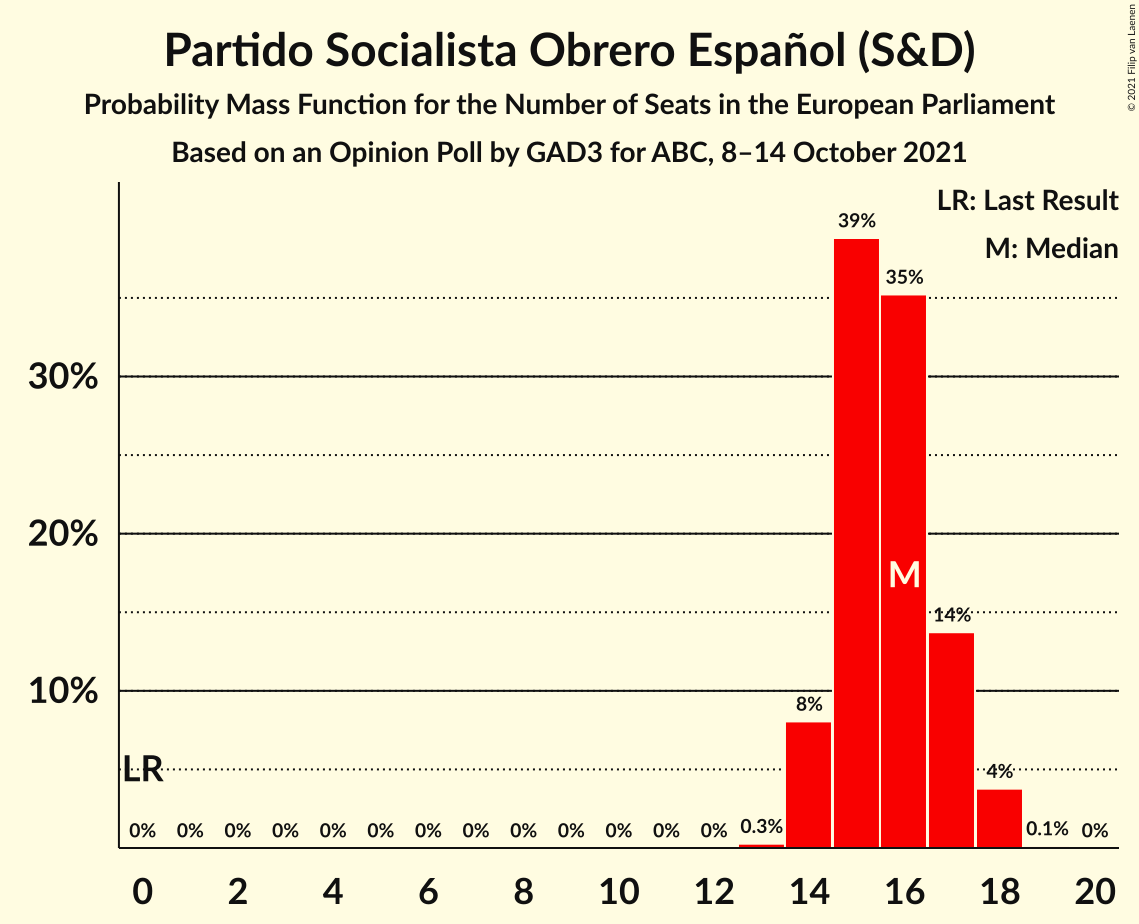 Partido Socialista Obrero Español (S&D)
Probability Mass Function for the Number of Seats in the European Parliament
Based on an Opinion Poll by GAD3 for ABC, 8–14 October 2021
© 2021 Filip van Laenen
LR: Last Result
M: Median
39%
35%
30%
20%
M
14%
10%
8%
LR
4%
0% 0% 0% 0% 0% 0% 0% 0% 0% 0% 0% 0% 0% 0.3% 0.1% 0%
0 2 4 6 8 10 12 14 16 18 20